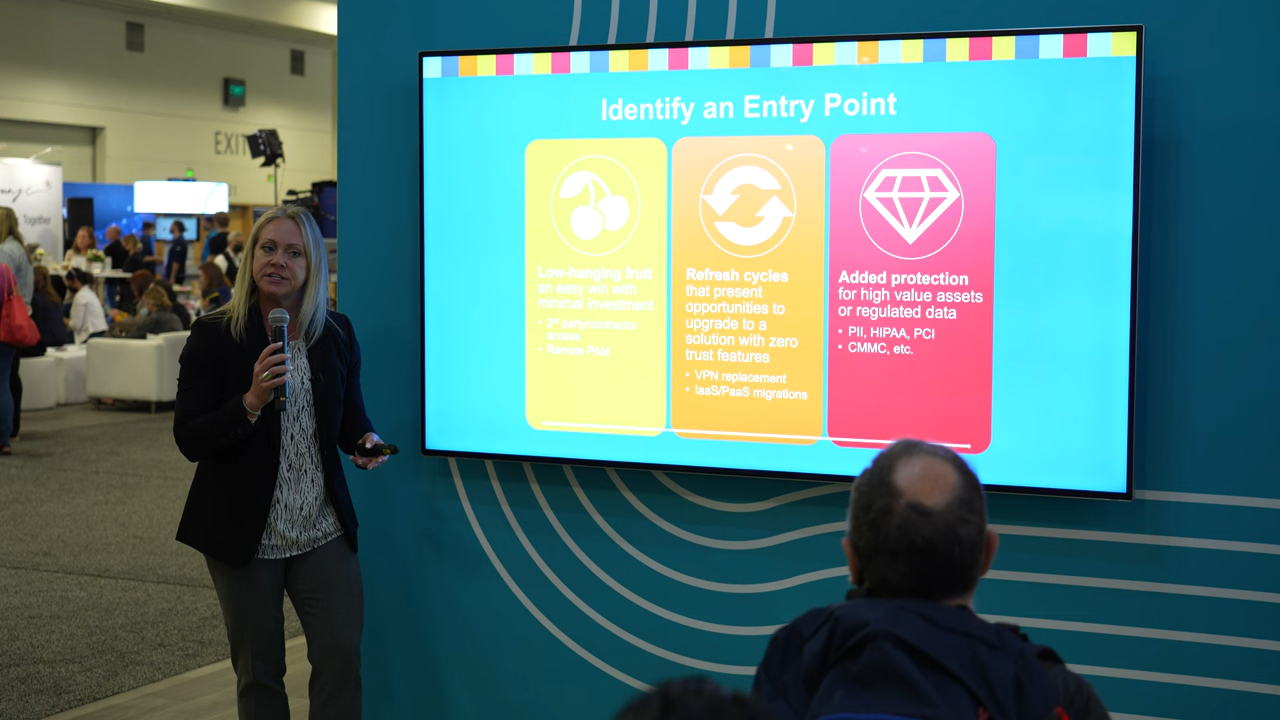 Identify an Entry Point
Low-hanging fruit
an easy win with
minimal investment
• 3rd party/contractor
access
• Remote PAM
Refresh cycles
that present
opportunities to
upgrade to a
solution with zero
trust features
• VPN replacement
• IaaS/PaaS migrations
Added protection
for high value assets
or regulated data
• PII, HIPAA, PCI
• CMMC, etc.
EXIT
Together